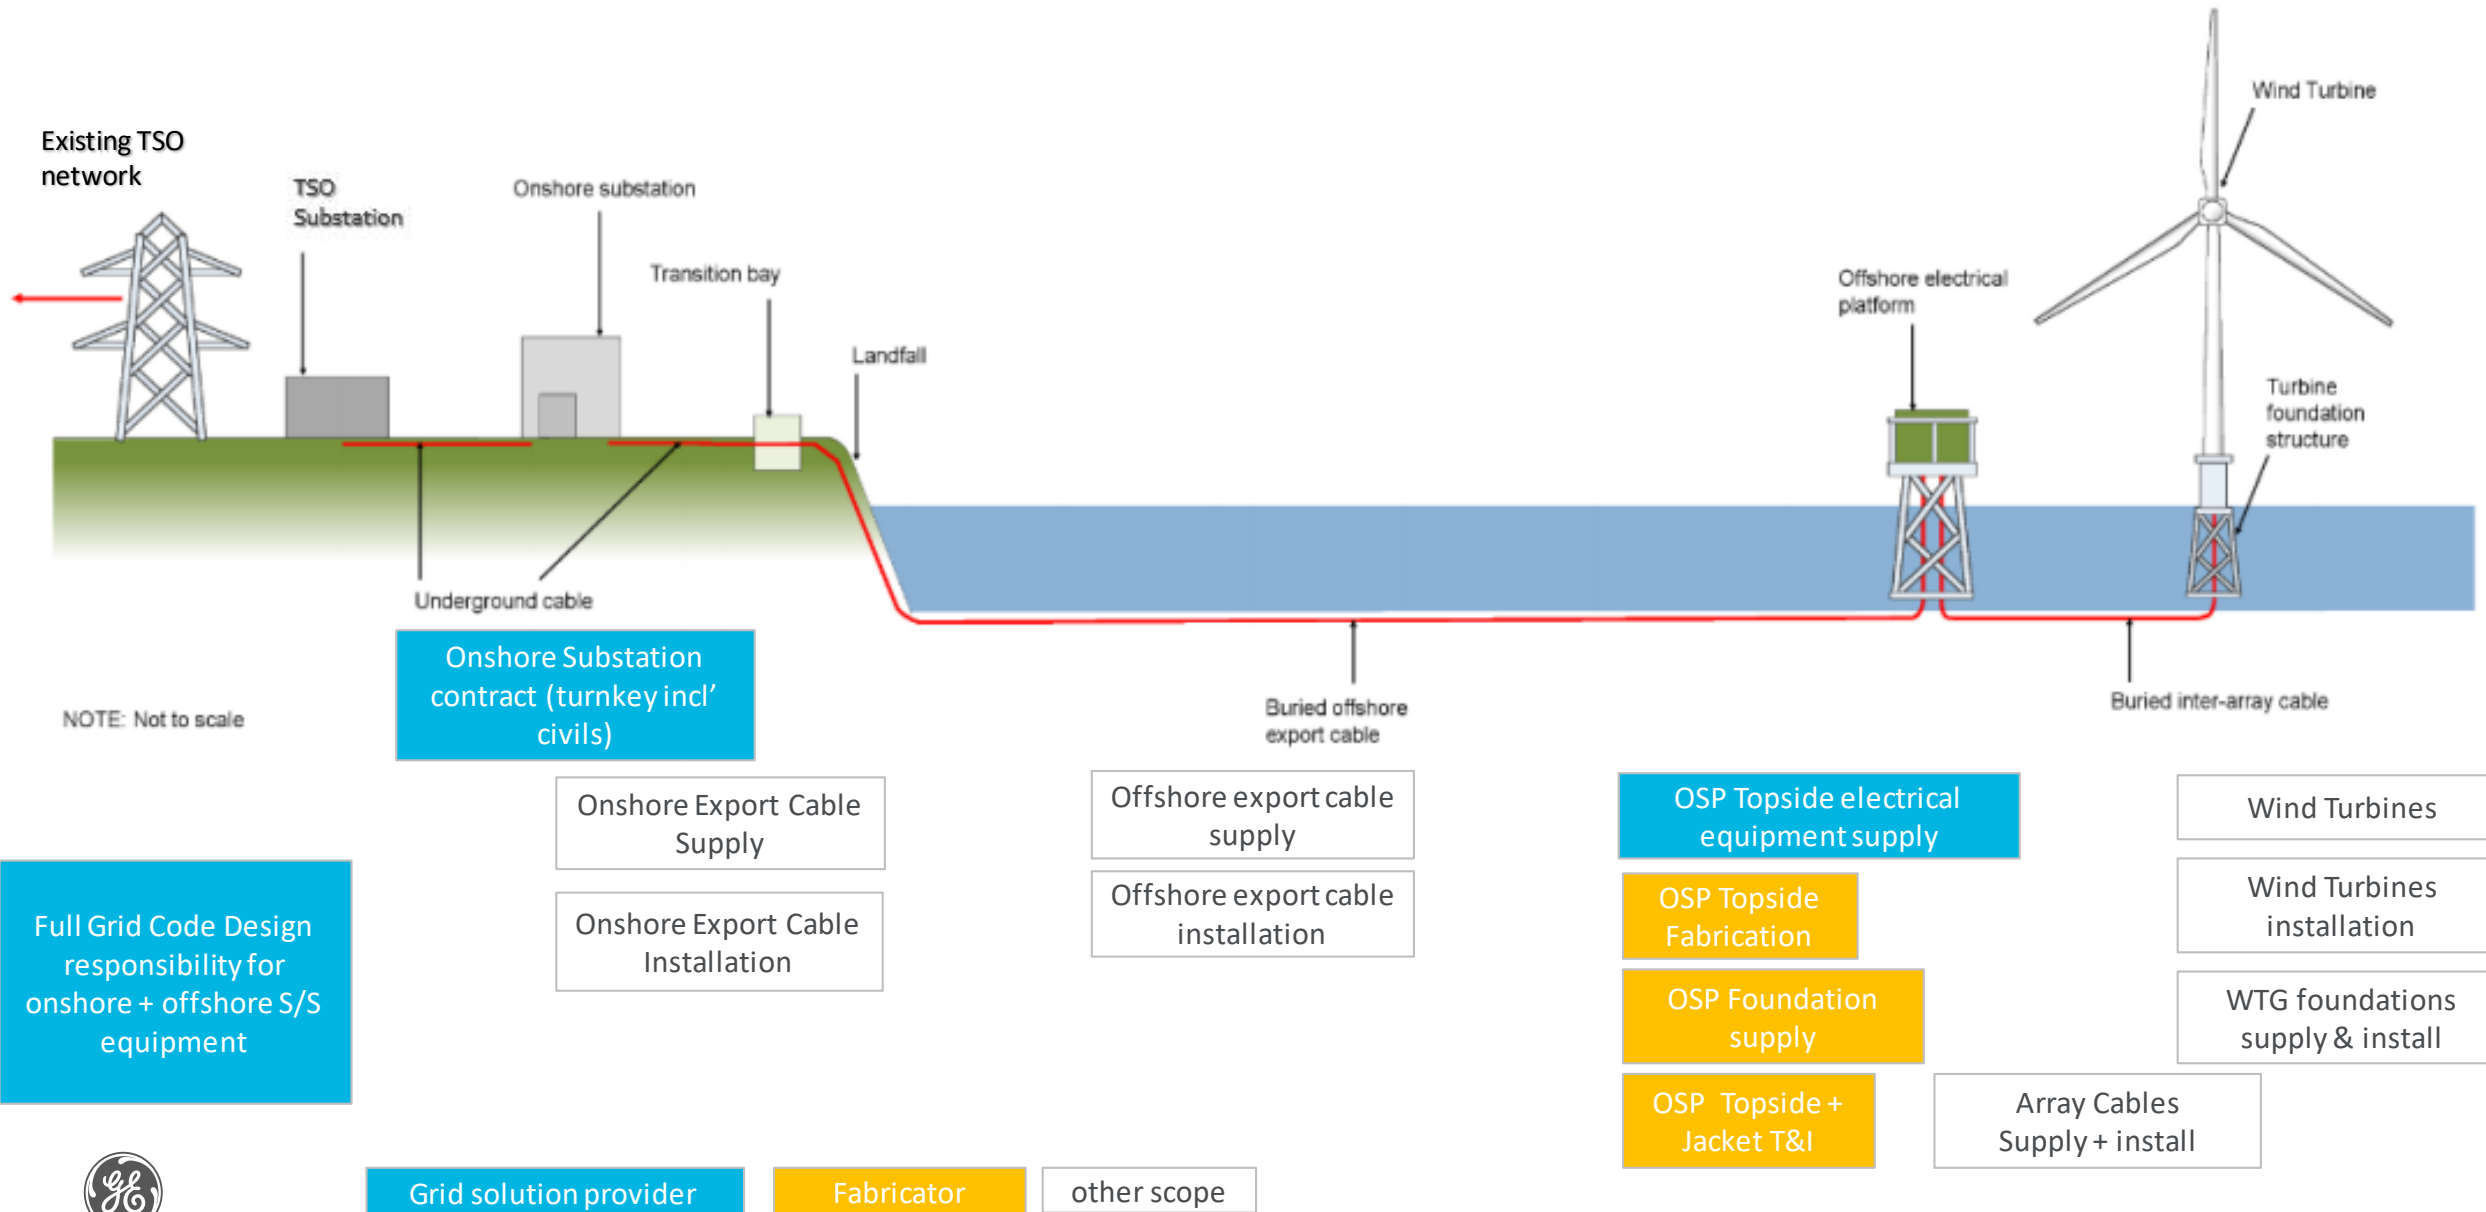 Wind Turbine
Existing TSO
network
TSO
Substation
Onshore substation
Transition bay
Offshore electrical
platform
Landfall
Turbine
foundation
structure
Underground cable
Onshore Substation
contract (turnkey incl’
civils)
NOTE: Not to scale
Buried offshore
export cable
Buried inter-array cable
Onshore Export Cable
Supply
Offshore export cable
supply
OSP Topside electrical
equipment supply
Wind Turbines
Full Grid Code Design
responsibility for
onshore + offshore S/S
equipment
Onshore Export Cable
Installation
Offshore export cable
installation
OSP Topside
Fabrication
Wind Turbines
installation
OSP Foundation
supply
WTG foundations
supply & install
OSP Topside +
Jacket T&I
Array Cables
Supply + install
GE
Grid solution provider
Fabricator
other scope